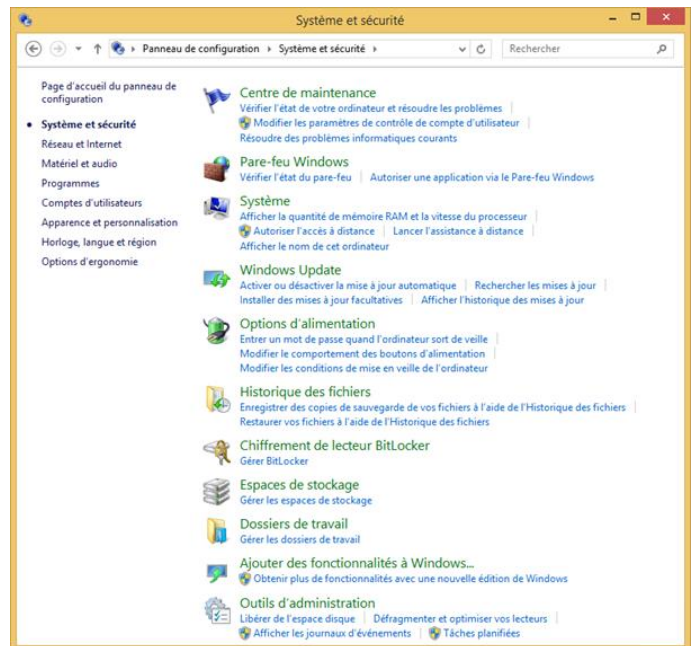 Système et sécurité
Panneau de configuration
Système et sécurité
Rechercher
Page d'accueil du panneau de
configuration
Système et sécurité
Réseau et Internet
Matériel et audio
Programmes
Comptes d'utilisateurs
Apparence et personnalisation
Horloge, langue et région
Options d'ergonomie
Centre de maintenance
Vérifier l'état de votre ordinateur et résoudre les problèmes
Modifier les paramètres de contrôle de compte d'utilisateur
Résoudre des problèmes informatiques courants
Pare-feu Windows
Vérifier l'état du pare-feu Autoriser une application via le Pare-feu Windows
Système
Afficher la quantité de mémoire RAM et la vitesse du processeur
Autoriser l'accès à distance Lancer l'assistance à distance
Afficher le nom de cet ordinateur
Windows Update
Activer ou désactiver la mise à jour automatique Rechercher les mises à jour
Installer des mises à jour facultatives Afficher l'historique des mises à jour
Options d'alimentation
Entrer un mot de passe quand l'ordinateur sort de veille
Modifier le comportement des boutons d'alimentation
Modifier les conditions de mise en veille de l'ordinateur
Historique des fichiers
Enregistrer des copies de sauvegarde de vos fichiers à l'aide de l'Historique des fichiers
Restaurer vos fichiers à l'aide de l'Historique des fichiers
Chiffrement de lecteur BitLocker
Gérer BitLocker
Espaces de stockage
Gérer les espaces de stockage
Dossiers de travail
Gérer les dossiers de travail
Ajouter des fonctionnalités à Windows...
Obtenir plus de fonctionnalités avec une nouvelle édition de Windows
Outils d'administration
Libérer de l'espace disque Défragmenter et optimiser vos lecteurs
Afficher les journaux d'événements Tâches planifiées